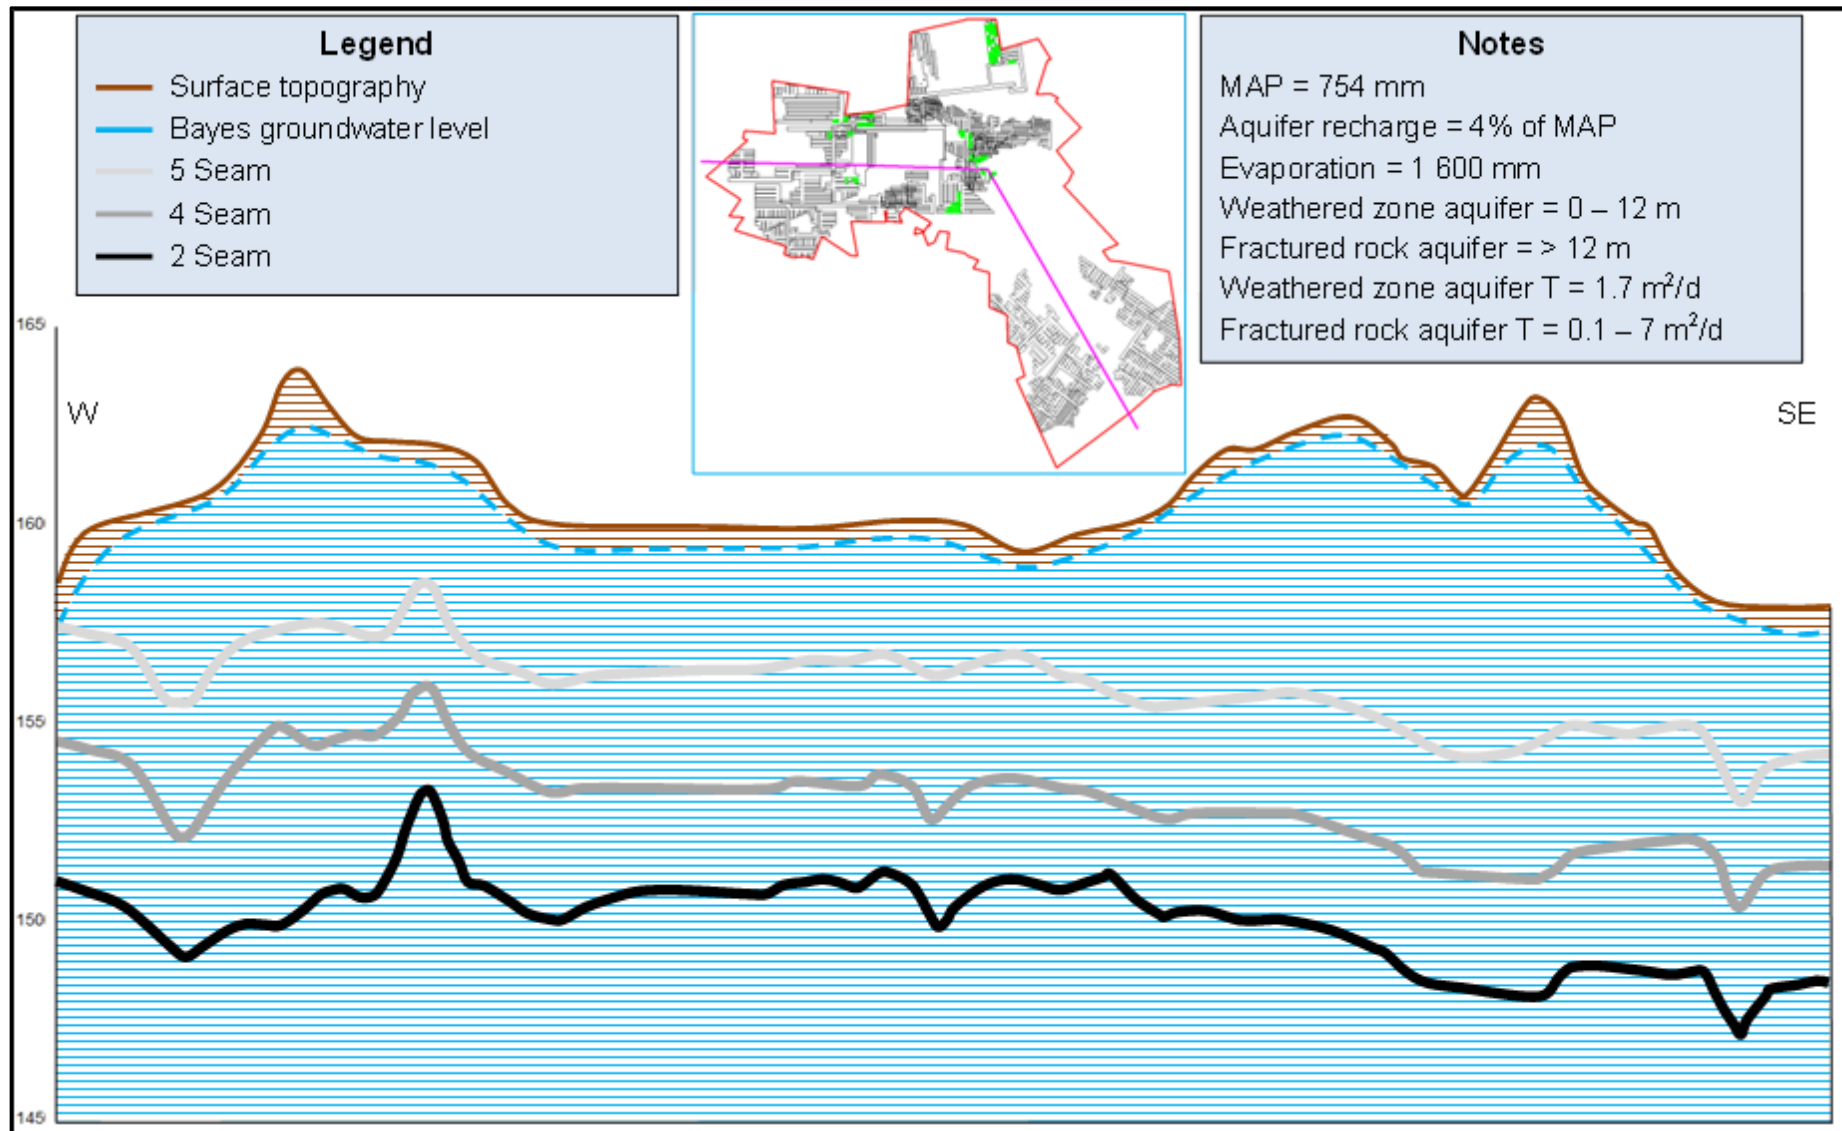 Legend
Surface topography
Bayes groundwater level
5 Seam
4 Seam
2 Seam
Notes
MAP = 754 mm
Aquifer recharge = 4% of MAP
Evaporation = 1 600 mm
Weathered zone aquifer = 0 – 12 m
Fractured rock aquifer = > 12 m
Weathered zone aquifer T = 1.7 m²/d
Fractured rock aquifer T = 0.1 – 7 m²/d
W
SE
165
160
155
150
145